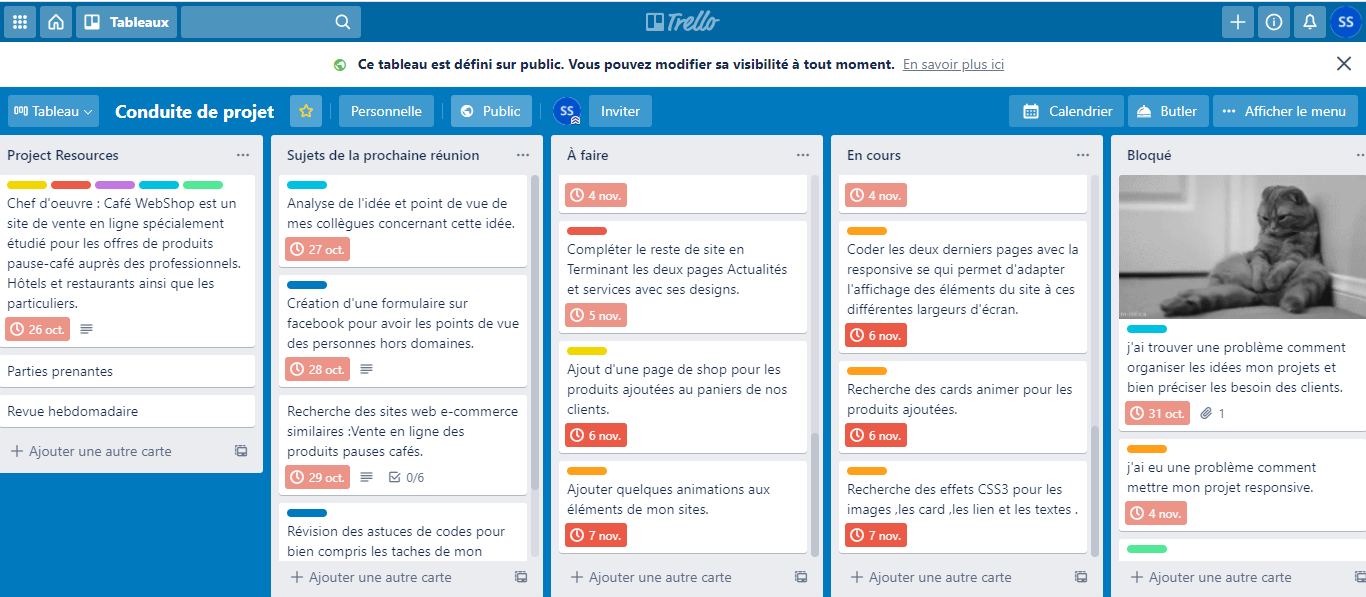 Tableaux
Trello
SS
Ce tableau est défini sur public. Vous pouvez modifier sa visibilité à tout moment. En savoir plus ici
Tableau
Conduite de projet
Personnelle
Public
SS
Inviter
Calendrier
Butler
Afficher le menu
Project Resources
Chef d'oeuvre : Café WebShop est un
site de vente en ligne spécialement
étudié pour les offres de produits
pause-café auprès des professionnels.
Hôtels et restaurants ainsi que les
particuliers.
26 oct.
Parties prenantes
Revue hebdomadaire
Ajouter une autre carte
Sujets de la prochaine réunion
Analyse de l'idée et point de vue de
mes collègues concernant cette idée.
27 oct.
Création d'une formulaire sur
facebook pour avoir les points de vue
des personnes hors domaines.
28 oct.
Recherche des sites web e-commerce
similaires :Vente en ligne des
produits pauses cafés.
29 oct. 0/6
Révision des astuces de codes pour
bien compris les taches de mon
Ajouter une autre carte
À faire
4 nov.
Compléter le reste de site en
Terminant les deux pages Actualités
et services avec ses designs.
5 nov.
Ajout d'une page de shop pour les
produits ajoutées au paniers de nos
clients.
6 nov.
Ajouter quelques animations aux
éléments de mon sites.
7 nov.
Ajouter une autre carte
En cours
4 nov.
Coder les deux derniers pages avec la
responsive se qui permet d'adapter
l'affichage des éléments du site à ces
différentes largeurs d'écran.
6 nov.
Recherche des cards animer pour les
produits ajoutées.
6 nov.
Recherche des effets CSS3 pour les
images ,les card ,les lien et les textes .
7 nov.
Ajouter une autre carte
Bloqué
j'ai trouver une problème comment
organiser les idées mon projets et
bien préciser les besoin des clients.
31 oct. 1
j'ai eu une problème comment
mettre mon projet responsive.
4 nov.
Ajouter une autre carte